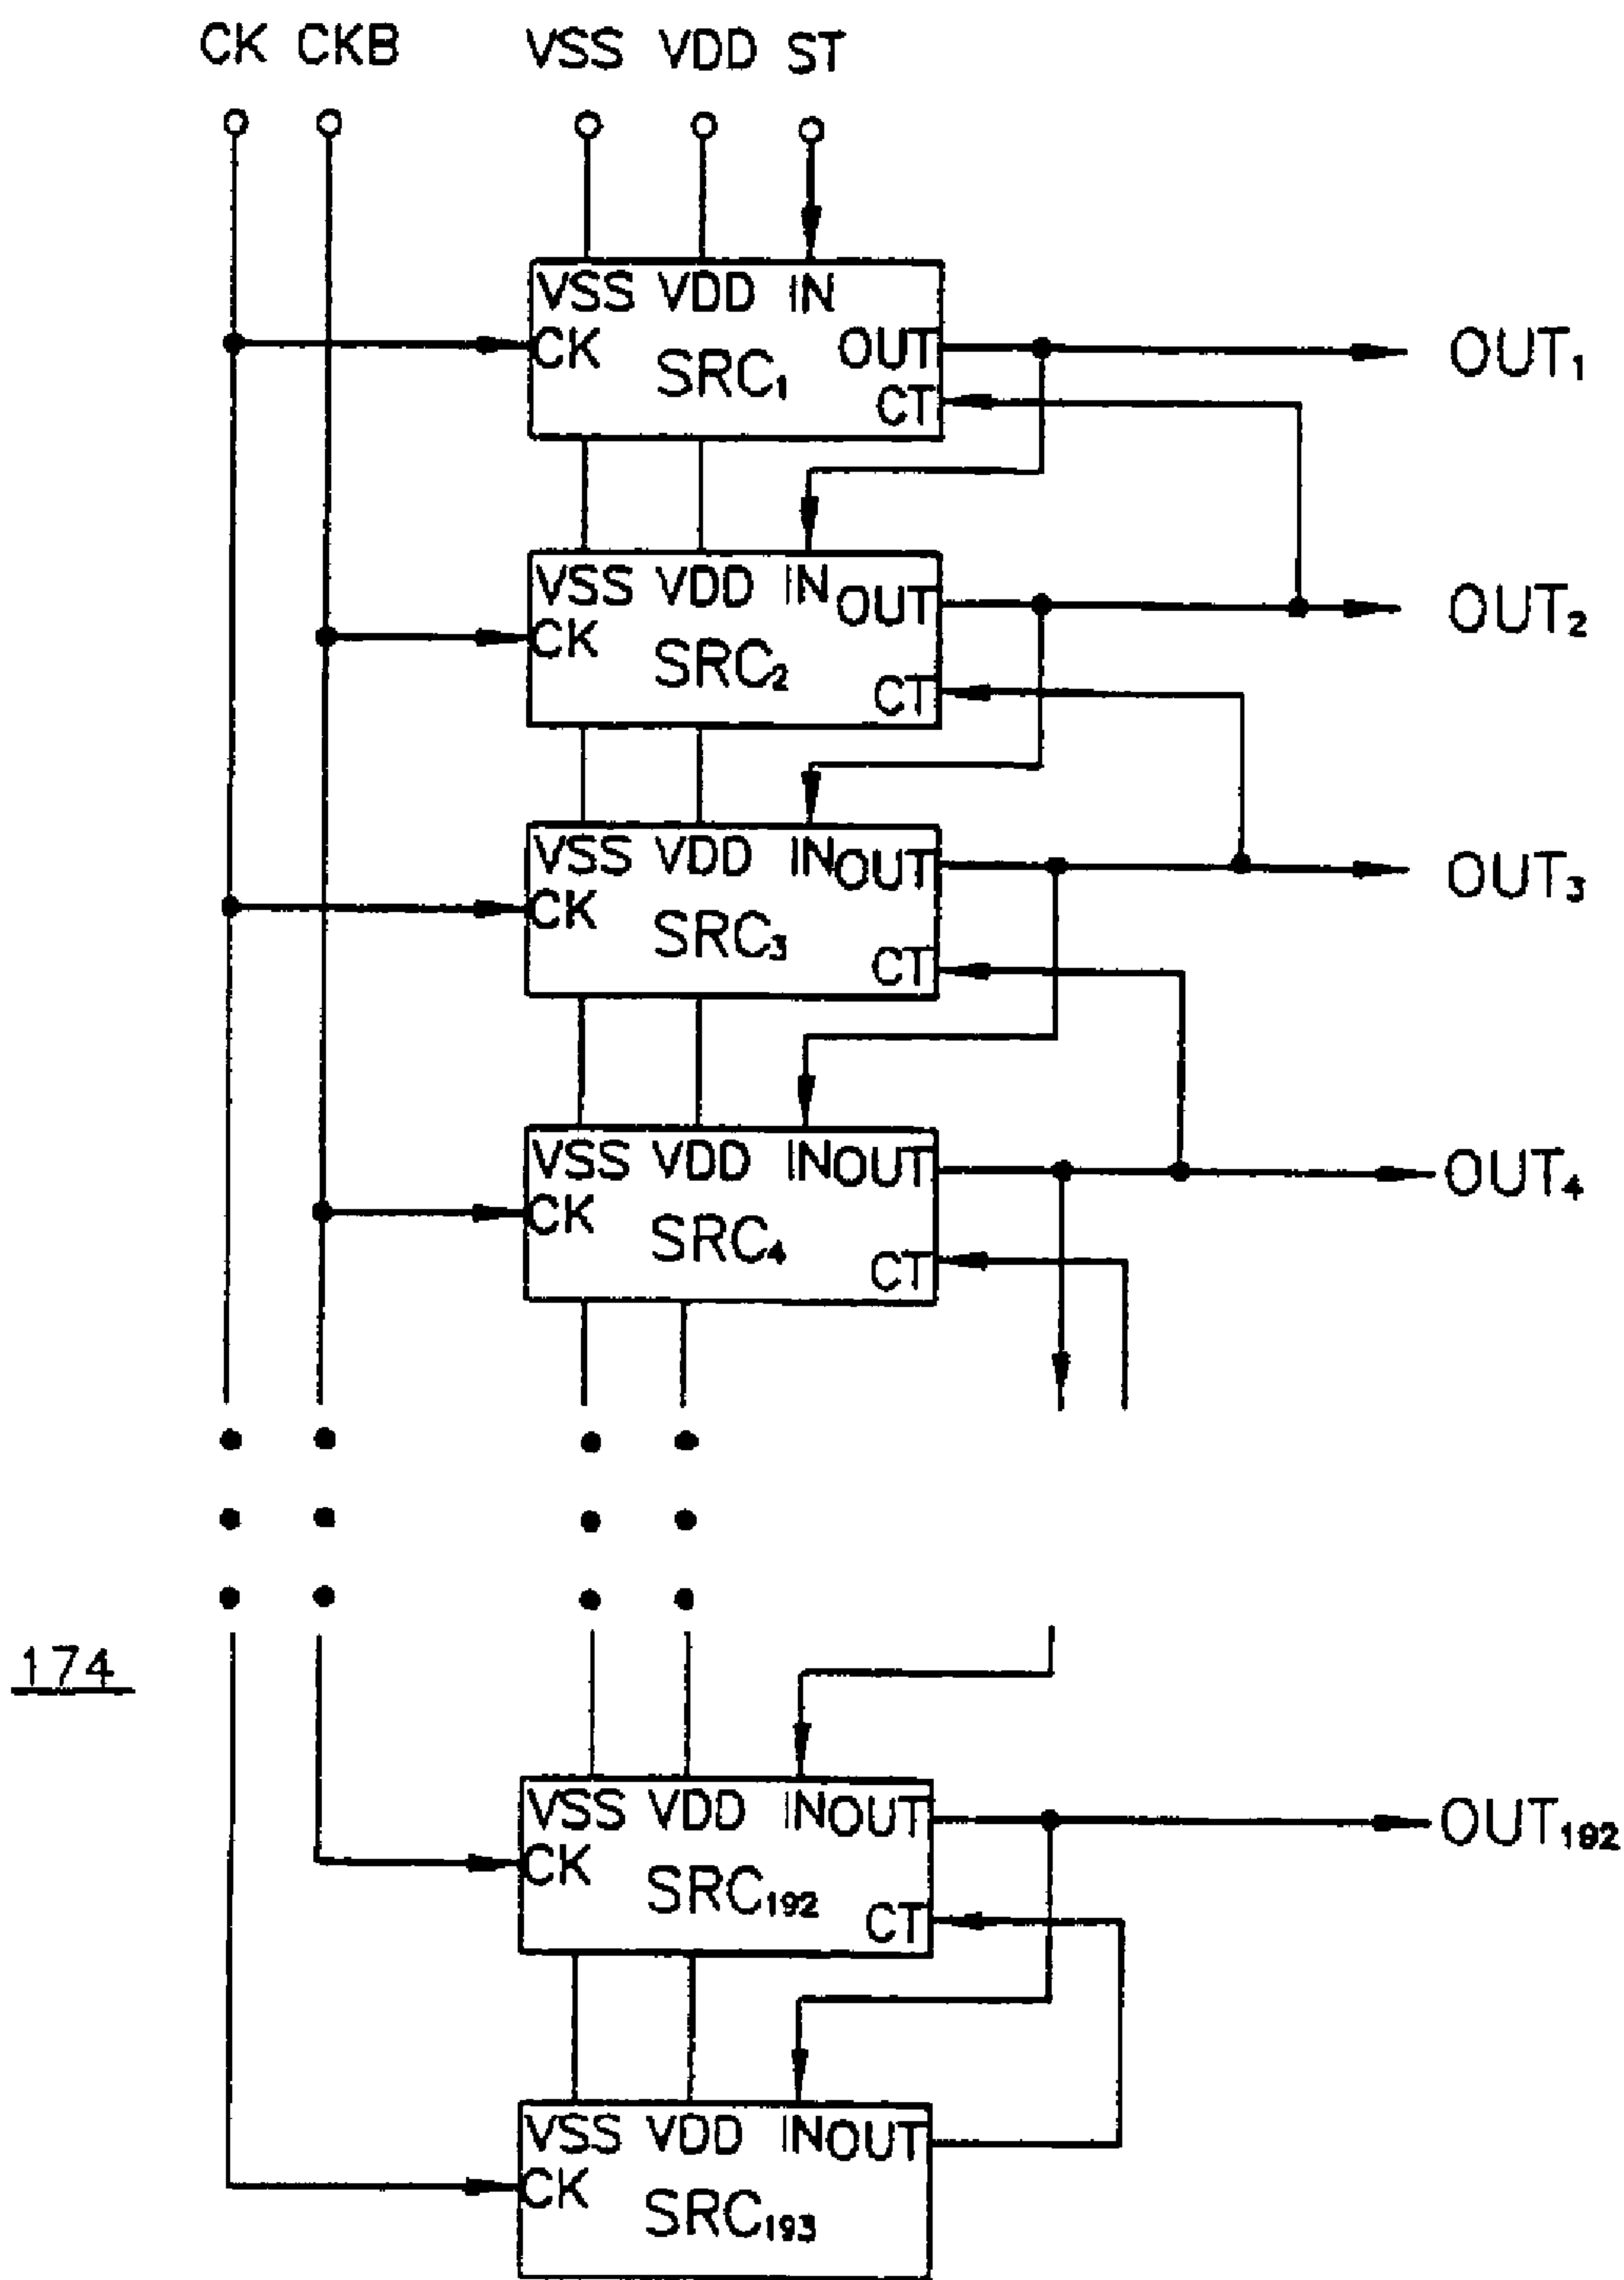 CK CKB VSS VDD ST
VSS VDD IN
CK SRC₁ OUT OUT₁
CT
VSS VDD IN OUT OUT₂
CK SRC₂
CT
VSS VDD IN OUT OUT₃
CK SRC₃
CT
VSS VDD IN OUT OUT₄
CK SRC₄
CT
174
VSS VDD IN OUT OUT₁₉₂
CK SRC₁₉₂
CT
VSS VDD IN OUT
CK SRC₁₉₃